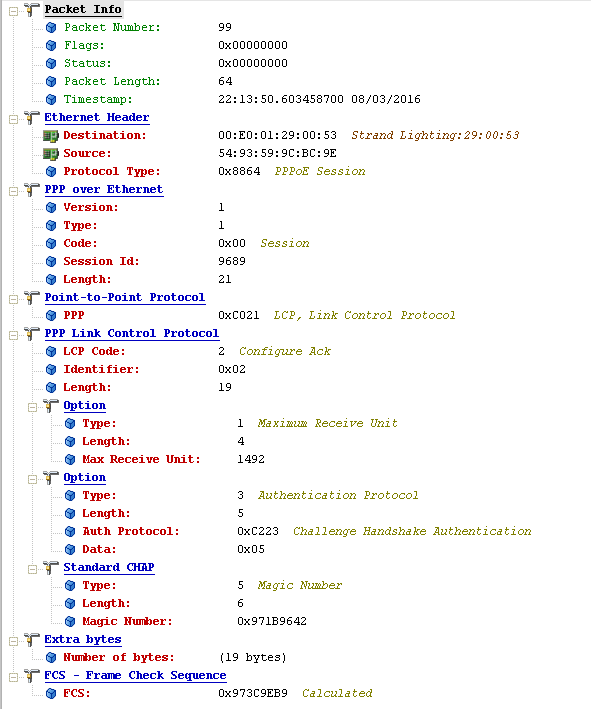 Packet Info
Packet Number: 99
Flags: 0x00000000
Status: 0x00000000
Packet Length: 64
Timestamp: 22:13:50.603458700 08/03/2016
Ethernet Header
Destination: 00:E0:01:29:00:53 Strand Lighting:29:00:53
Source: 54:93:59:9C:BC:9E
Protocol Type: 0x8864 PPPoE Session
PPP over Ethernet
Version: 1
Type: 1
Code: 0x00 Session
Session Id: 9689
Length: 21
Point-to-Point Protocol
PPP 0xC021 LCP, Link Control Protocol
PPP Link Control Protocol
LCP Code: 2 Configure Ack
Identifier: 0x02
Length: 19
Option
Type: 1 Maximum Receive Unit
Length: 4
Max Receive Unit: 1492
Option
Type: 3 Authentication Protocol
Length: 5
Auth Protocol: 0xC223 Challenge Handshake Authentication
Data: 0x05
Standard CHAP
Type: 5 Magic Number
Length: 6
Magic Number: 0x971B9642
Extra bytes
Number of bytes: (19 bytes)
FCS - Frame Check Sequence
FCS: 0x973C9EB9 Calculated